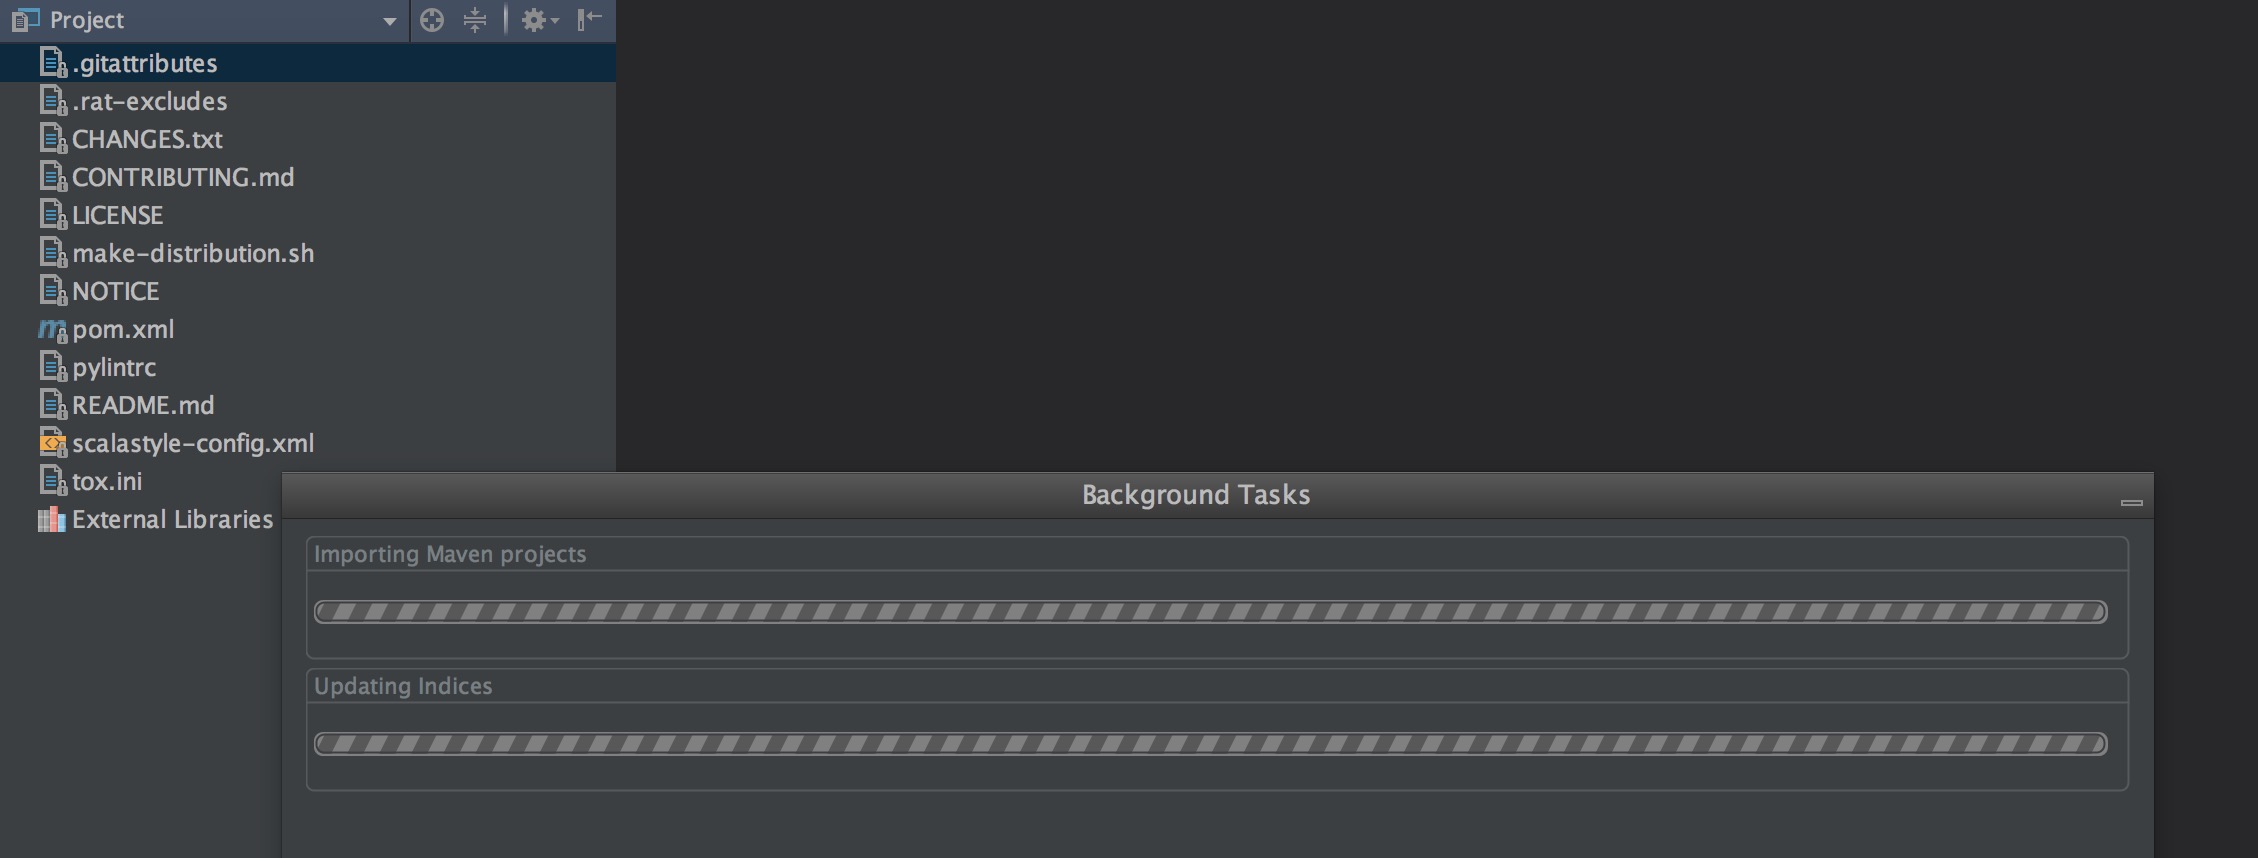 Project
.gitattributes
.rat-excludes
CHANGES.txt
CONTRIBUTING.md
LICENSE
make-distribution.sh
NOTICE
pom.xml
pylintrc
README.md
scalastyle-config.xml
tox.ini
External Libraries
Background Tasks
Importing Maven projects
Updating Indices